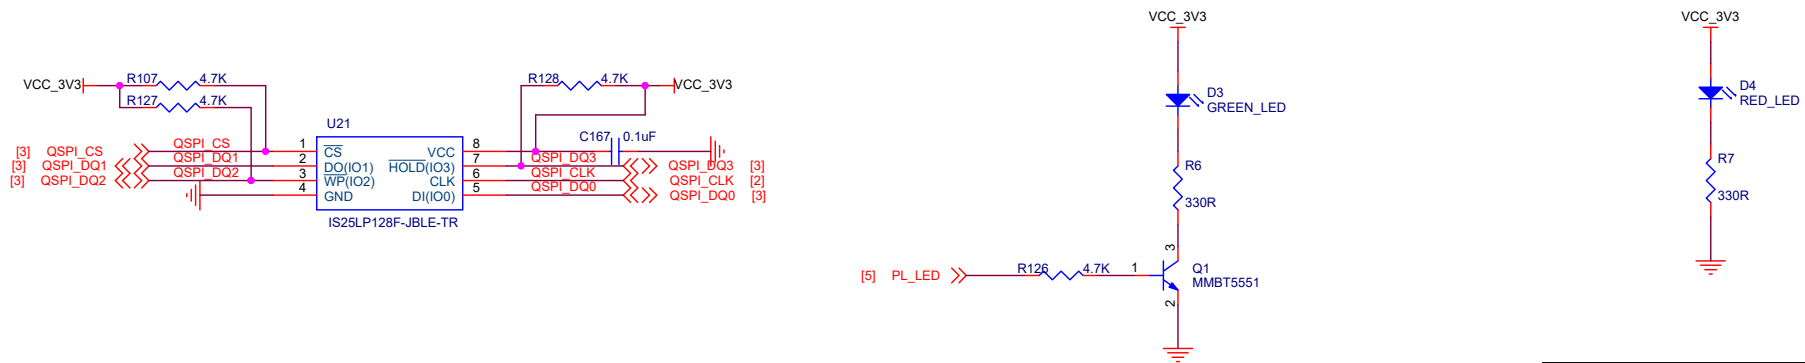 VCC_3V3
R107 4.7K
R127 4.7K
R128 4.7K
VCC_3V3
U21
C167 0.1uF
[3] QSPI_CS QSPI_CS 1 CS VCC 8
[3] QSPI_DQ1 QSPI_DQ1 2 DO(IO1) HOLD(IO3) 7 QSPI_DQ3 QSPI_DQ3 [3]
[3] QSPI_DQ2 QSPI_DQ2 3 WP(IO2) CLK 6 QSPI_CLK QSPI_CLK [2]
4 GND DI(IO0) 5 QSPI_DQ0 QSPI_DQ0 [3]
IS25LP128F-JBLE-TR
VCC_3V3
D3
GREEN_LED
R6
330R
3
[5] PL_LED R126 4.7K 1 Q1
MMBT5551
2
VCC_3V3
D4
RED_LED
R7
330R